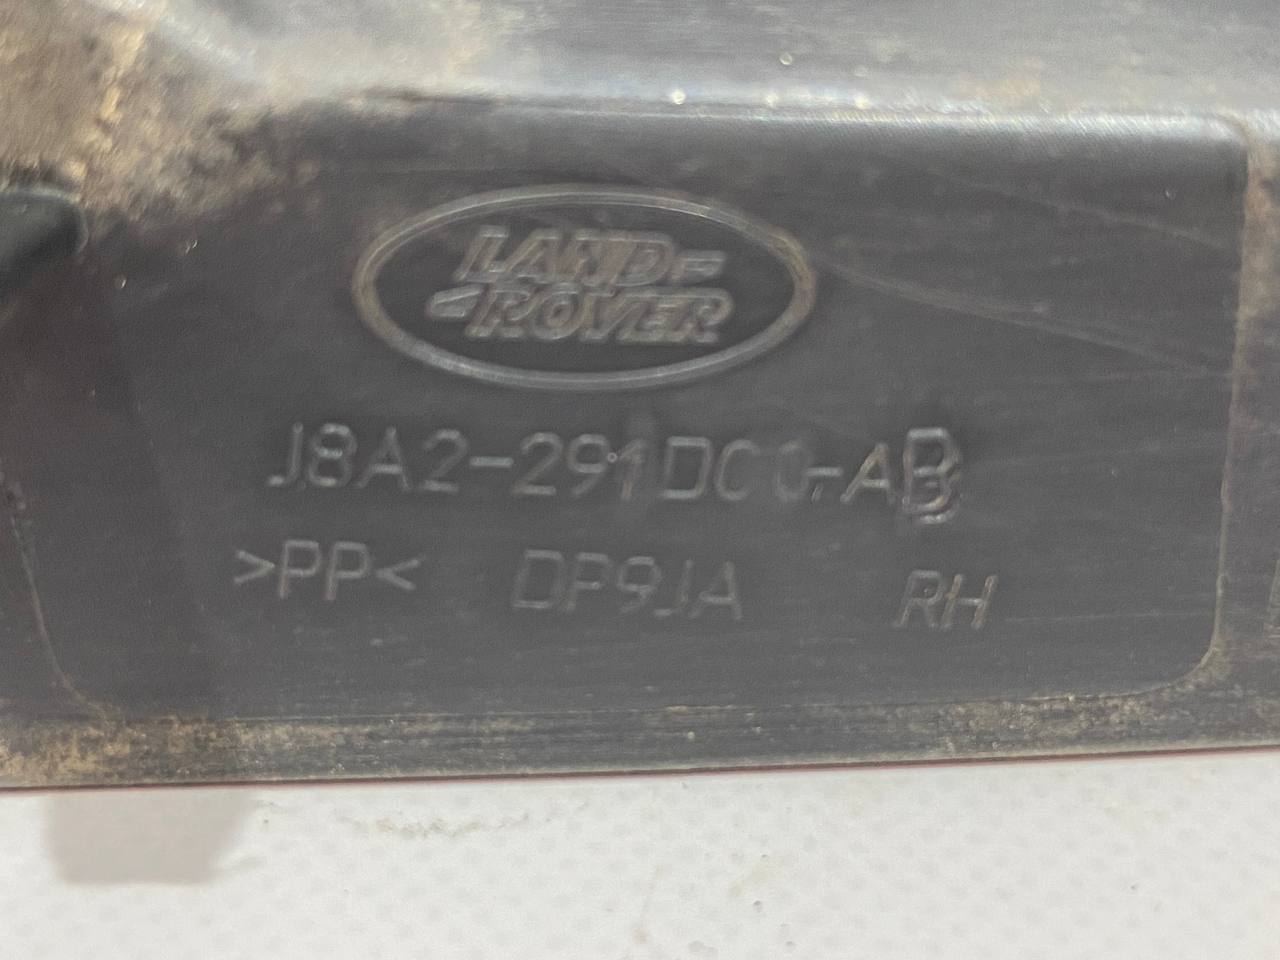 LAND
ROVER
J8A2-291D00-AB
>PP< DP9JA RH